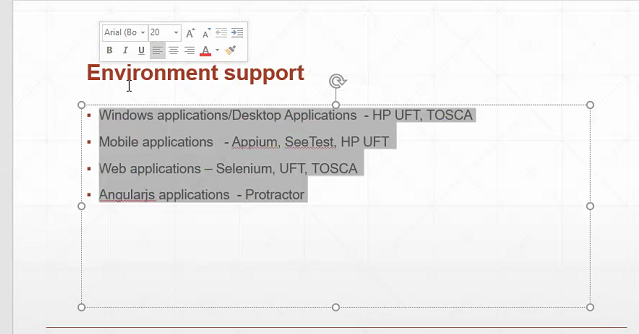 Arial (Bo 20 A A
B I U A
Environment support
▪ Windows applications/Desktop Applications - HP UFT, TOSCA
▪ Mobile applications - Appium, SeeTest, HP UFT
▪ Web applications – Selenium, UFT, TOSCA
▪ Angularjs applications - Protractor